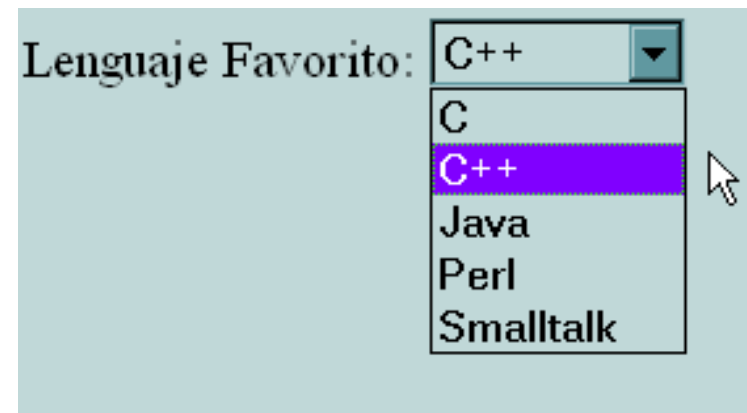 Lenguaje Favorito: C++
C
C++
Java
Perl
Smalltalk